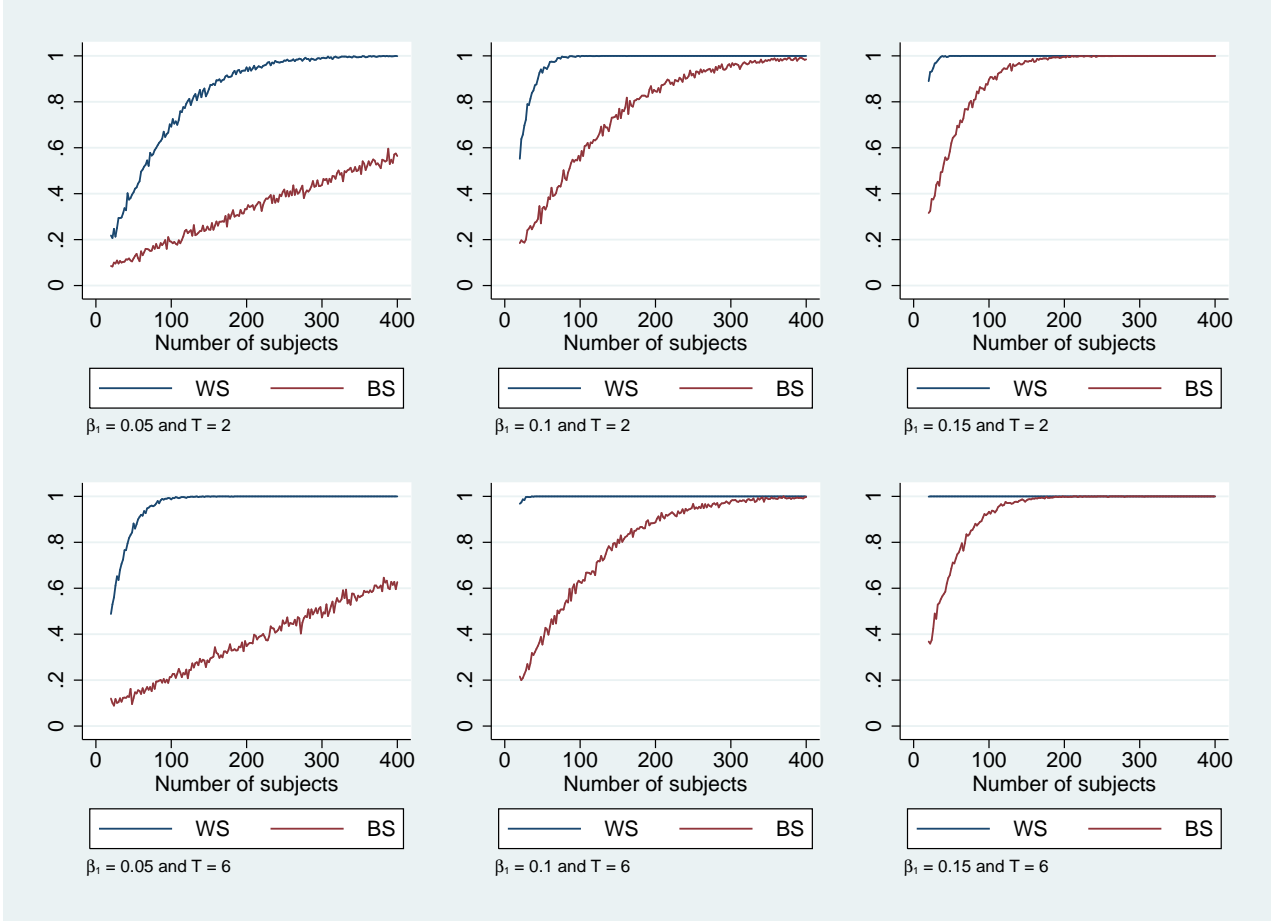 0 .2 .4 .6 .8 1
0 100 200 300 400
Number of subjects
WS BS
β₁ = 0.05 and T = 2
0 .2 .4 .6 .8 1
0 100 200 300 400
Number of subjects
WS BS
β₁ = 0.1 and T = 2
0 .2 .4 .6 .8 1
0 100 200 300 400
Number of subjects
WS BS
β₁ = 0.15 and T = 2
0 .2 .4 .6 .8 1
0 100 200 300 400
Number of subjects
WS BS
β₁ = 0.05 and T = 6
0 .2 .4 .6 .8 1
0 100 200 300 400
Number of subjects
WS BS
β₁ = 0.1 and T = 6
0 .2 .4 .6 .8 1
0 100 200 300 400
Number of subjects
WS BS
β₁ = 0.15 and T = 6